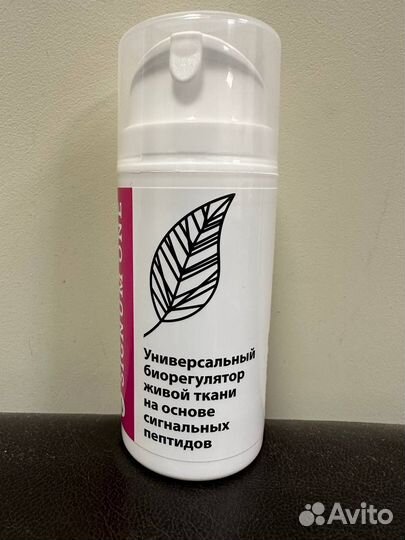 Универсальный
биорегулятор
живой ткани
на основе
сигнальных
пептидов
Avito